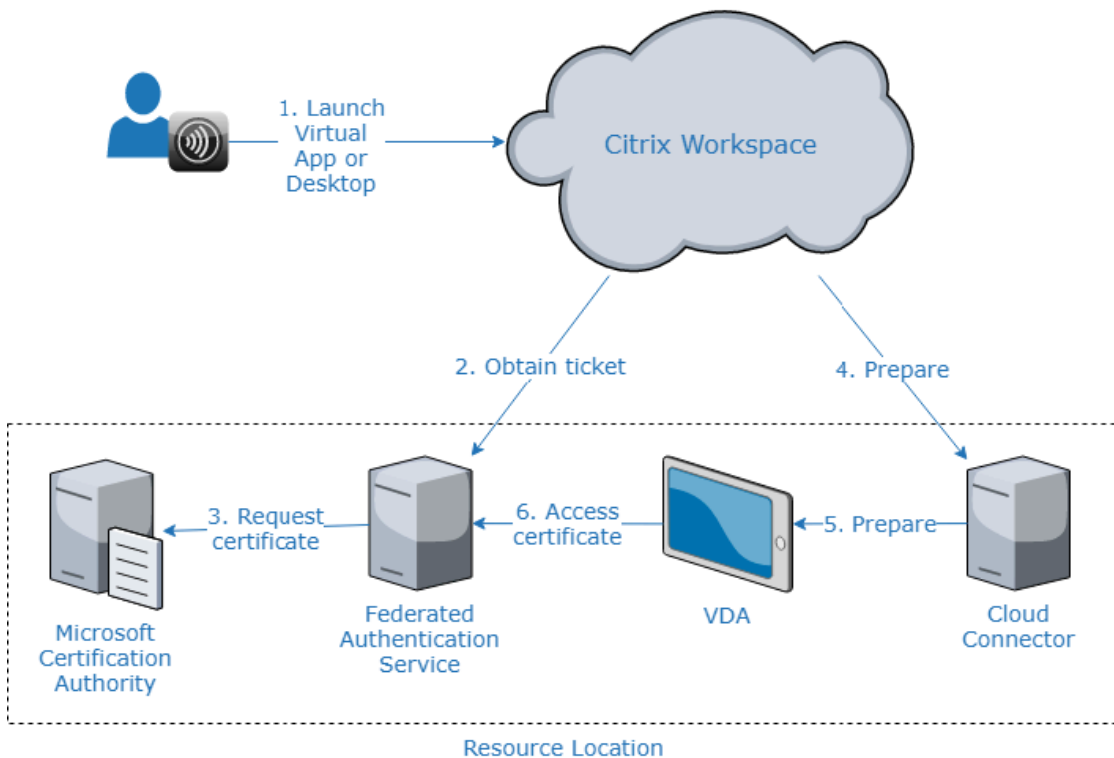 1. Launch
Virtual
App or
Desktop
Citrix Workspace
2. Obtain ticket
4. Prepare
3. Request
certificate
6. Access
certificate
5. Prepare
Microsoft
Certification
Authority
Federated
Authentication
Service
VDA
Cloud
Connector
Resource Location